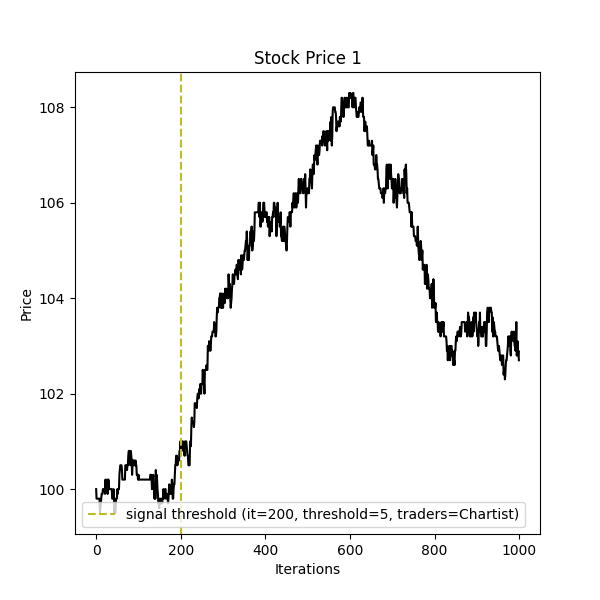 Stock Price 1
108
106
104
102
100
Price
signal threshold (it=200, threshold=5, traders=Chartist)
0 200 400 600 800 1000
Iterations